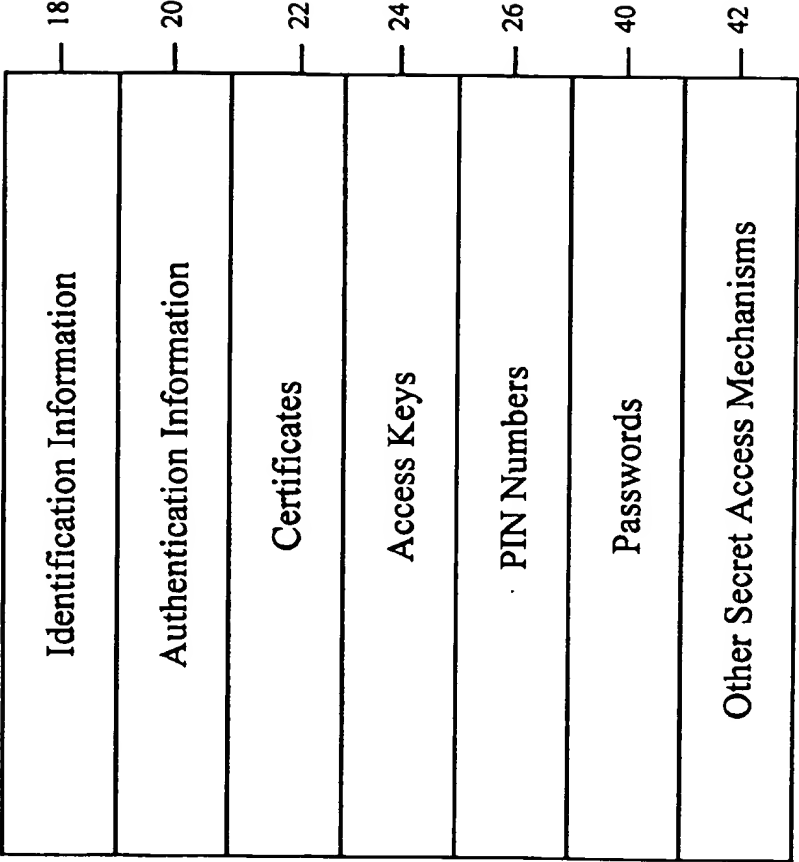 Identification Information 18
Authentication Information 20
Certificates 22
Access Keys 24
PIN Numbers 26
Passwords 40
Other Secret Access Mechanisms 42